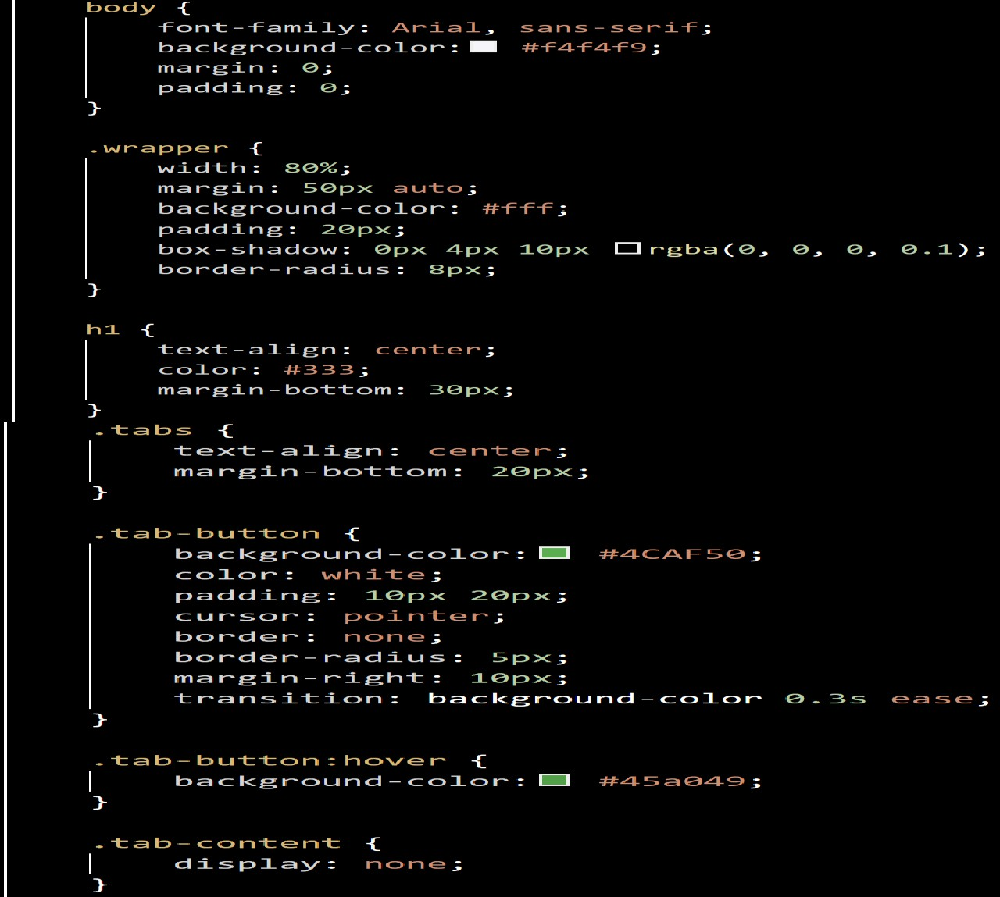 body {
font-family: Arial, sans-serif;
background-color: #f4f4f9;
margin: 0;
padding: 0;
}
.wrapper {
width: 80%;
margin: 50px auto;
background-color: #fff;
padding: 20px;
box-shadow: 0px 4px 10px rgba(0, 0, 0, 0.1);
border-radius: 8px;
}
h1 {
text-align: center;
color: #333;
margin-bottom: 30px;
}
.tabs {
text-align: center;
margin-bottom: 20px;
}
.tab-button {
background-color: #4CAF50;
color: white;
padding: 10px 20px;
cursor: pointer;
border: none;
border-radius: 5px;
margin-right: 10px;
transition: background-color 0.3s ease;
}
.tab-button:hover {
background-color: #45a049;
}
.tab-content {
display: none;
}